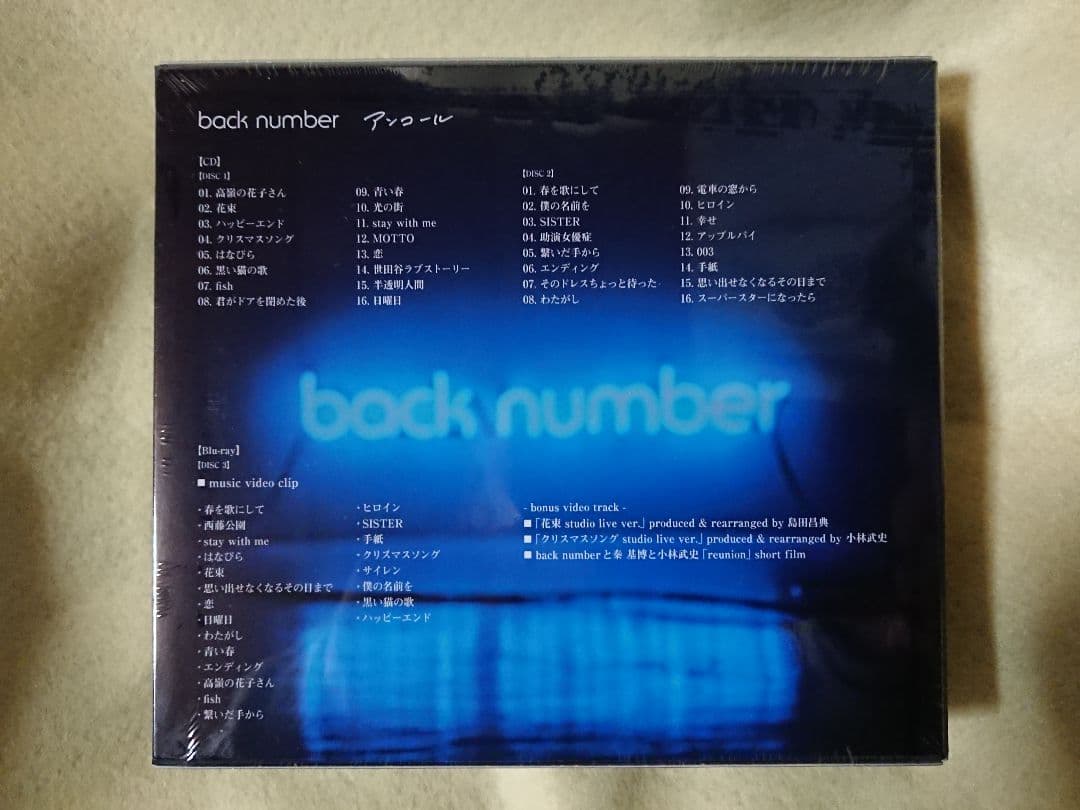 back number アンコール
【CD】
【DISC 1】
01. 高嶺の花子さん
02. 花束
03. ハッピーエンド
04. クリスマスソング
05. はなびら
06. 黒い猫の歌
07. fish
08. 君がドアを閉めた後
09. 青い春
10. 光の街
11. stay with me
12. MOTTO
13. 恋
14. 世田谷ラブストーリー
15. 半透明人間
16. 日曜日
【DISC 2】
01. 春を歌にして
02. 僕の名前を
03. SISTER
04. 助演女優症
05. 繋いだ手から
06. エンディング
07. そのドレスちょっと待った
08. わたがし
09. 電車の窓から
10. ヒロイン
11. 幸せ
12. アップルパイ
13. 003
14. 手紙
15. 思い出せなくなるその日まで
16. スーパースターになったら
back number
【Blu-ray】
【DISC 3】
■ music video clip
・春を歌にして
・西藤公園
・stay with me
・はなびら
・花束
・思い出せなくなるその日まで
・恋
・日曜日
・わたがし
・青い春
・エンディング
・高嶺の花子さん
・fish
・繋いだ手から
・ヒロイン
・SISTER
・手紙
・クリスマスソング
・サイレン
・僕の名前を
・黒い猫の歌
・ハッピーエンド
- bonus video track -
■「花束 studio live ver.」produced & rearranged by 島田昌典
■「クリスマスソング studio live ver.」produced & rearranged by 小林武史
■ back numberと秦 基博と小林武史「reunion」short film